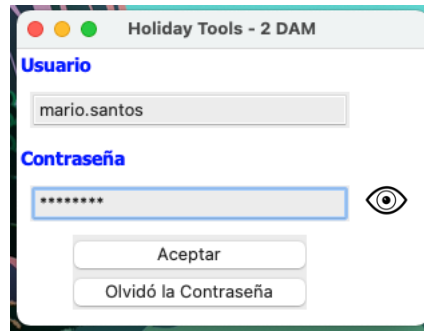 Holiday Tools - 2 DAM
Usuario
mario.santos
Contraseña
********
Aceptar
Olvidó la Contraseña